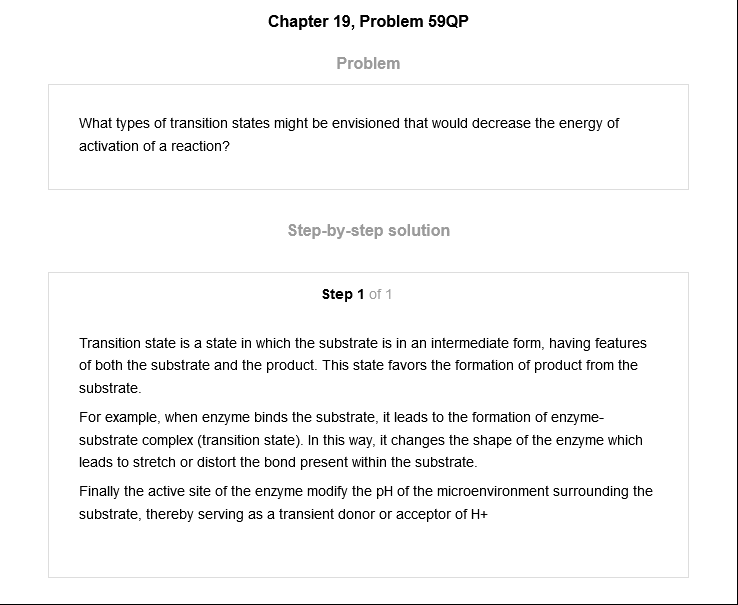 Chapter 19, Problem 59QP
Problem
What types of transition states might be envisioned that would decrease the energy of
activation of a reaction?
Step-by-step solution
Step 1 of 1
Transition state is a state in which the substrate is in an intermediate form, having features
of both the substrate and the product. This state favors the formation of product from the
substrate.
For example, when enzyme binds the substrate, it leads to the formation of enzyme-
substrate complex (transition state). In this way, it changes the shape of the enzyme which
leads to stretch or distort the bond present within the substrate.
Finally the active site of the enzyme modify the pH of the microenvironment surrounding the
substrate, thereby serving as a transient donor or acceptor of H+